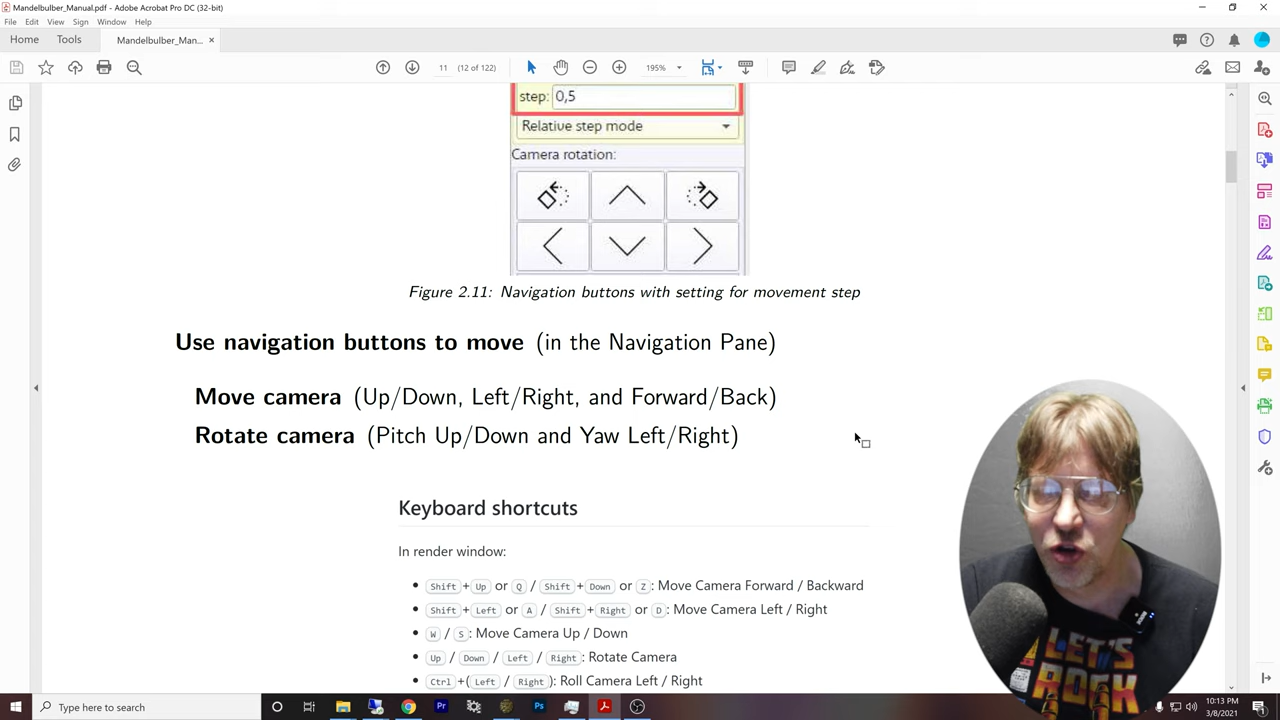 Mandelbulber_Manual.pdf - Adobe Acrobat Pro DC (32-bit)
File Edit View Sign Window Help
Home Tools Mandelbulber_Man... ×
11 (12 of 122) 195%
step: 0,5
Relative step mode
Camera rotation:
Figure 2.11: Navigation buttons with setting for movement step
Use navigation buttons to move (in the Navigation Pane)
Move camera (Up/Down, Left/Right, and Forward/Back)
Rotate camera (Pitch Up/Down and Yaw Left/Right)
Keyboard shortcuts
In render window:
• Shift+Up or Q / Shift+Down or Z: Move Camera Forward / Backward
• Shift+Left or A / Shift+Right or D: Move Camera Left / Right
• W / S: Move Camera Up / Down
• Up / Down / Left / Right: Rotate Camera
• Ctrl+(Left / Right): Roll Camera Left / Right
LET'S
ROCK
Type here to search
Pr
Ps
10:13 PM
3/8/2021